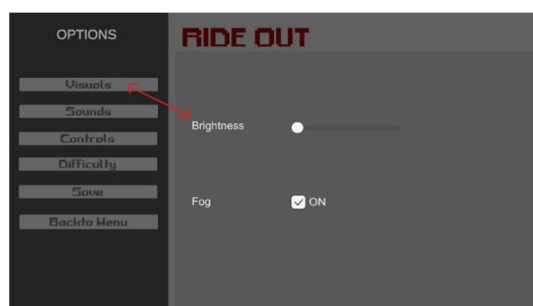 OPTIONS
RIDE OUT
Visuals
Sounds
Controls
Difficulty
Save
Backto Menu
Brightness
Fog
ON